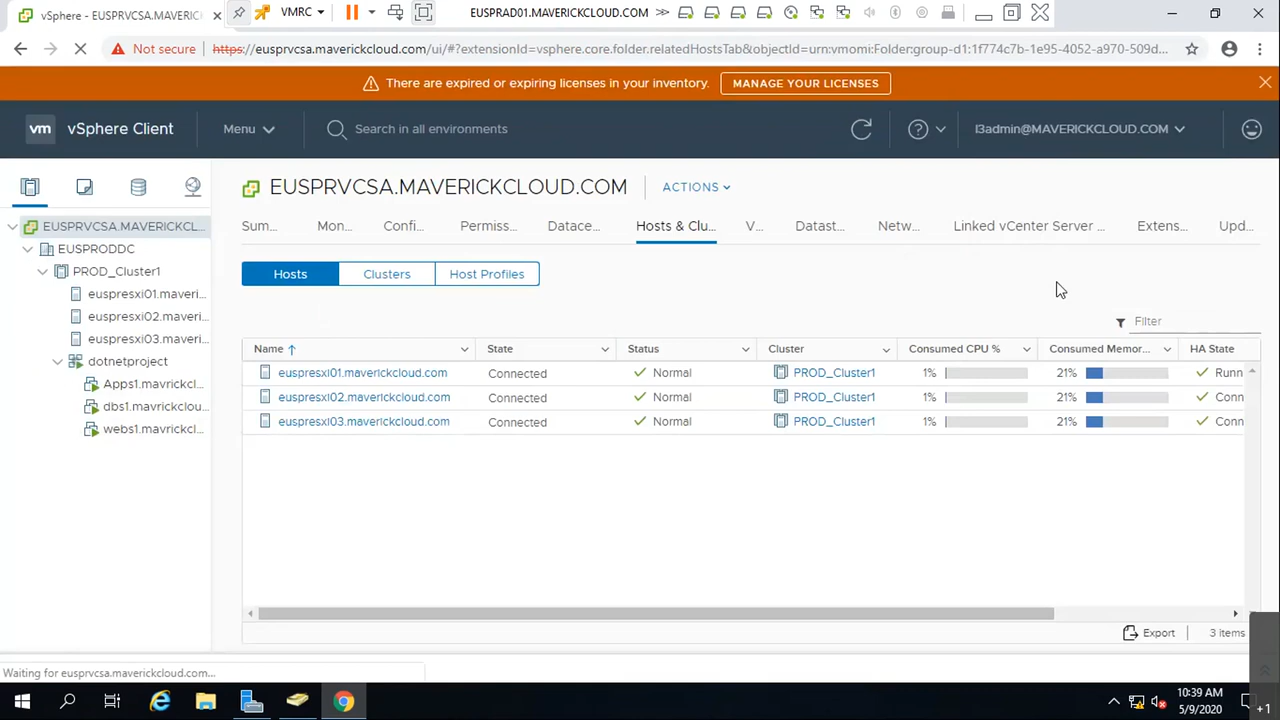 vSphere - EUSPRVCSA.MAVERICK
VMRC
EUSPRAD01.MAVERICKCLOUD.COM
Not secure
https://eusprvcsa.maverickcloud.com/ui/#?extensionId=vsphere.core.folder.relatedHostsTab&objectId=urn:vmomi:Folder:group-d1:1f774c7b-1e95-4052-a970-509d...
There are expired or expiring licenses in your inventory.
MANAGE YOUR LICENSES
vm
vSphere Client
Menu
Search in all environments
l3admin@MAVERICKCLOUD.COM
EUSPRVCSA.MAVERICKCLOUD.COM
ACTIONS
EUSPRVCSA.MAVERICKCL...
EUSPRODDC
PROD_Cluster1
euspresxi01.maveri...
euspresxi02.maveri...
euspresxi03.maveri...
dotnetproject
Apps1.mavrickcl...
dbs1.mavrickclou...
webs1.mavrickcl...
Sum... Mon... Confi... Permiss... Datace... Hosts & Clu... V... Datast... Netw... Linked vCenter Server ... Extens... Upd...
Hosts Clusters Host Profiles
Filter
Name State Status Cluster Consumed CPU % Consumed Memor... HA State
euspresxi01.maverickcloud.com Connected Normal PROD_Cluster1 1% 21% Runn
euspresxi02.maverickcloud.com Connected Normal PROD_Cluster1 1% 21% Conn
euspresxi03.maverickcloud.com Connected Normal PROD_Cluster1 1% 21% Conn
Export 3 items
Waiting for eusprvcsa.maverickcloud.com...
10:39 AM
5/9/2020
+1